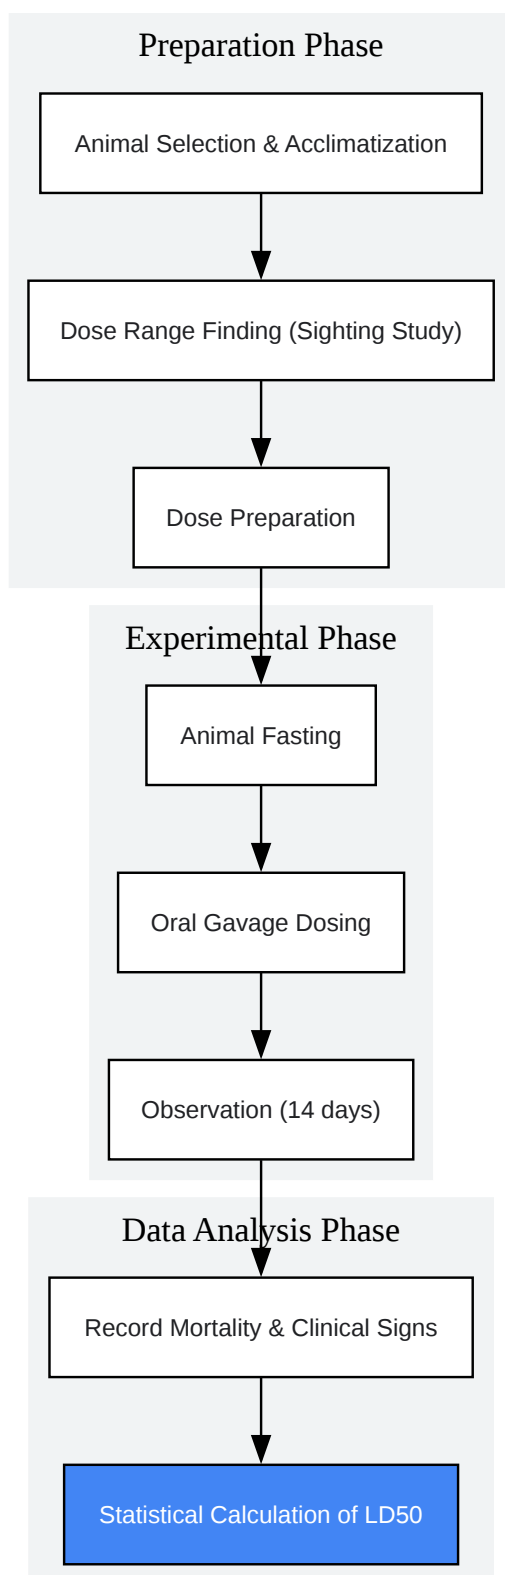 Preparation Phase
Animal Selection & Acclimatization
Dose Range Finding (Sighting Study)
Dose Preparation
Experimental Phase
Animal Fasting
Oral Gavage Dosing
Observation (14 days)
Data Analysis Phase
Record Mortality & Clinical Signs
Statistical Calculation of LD50